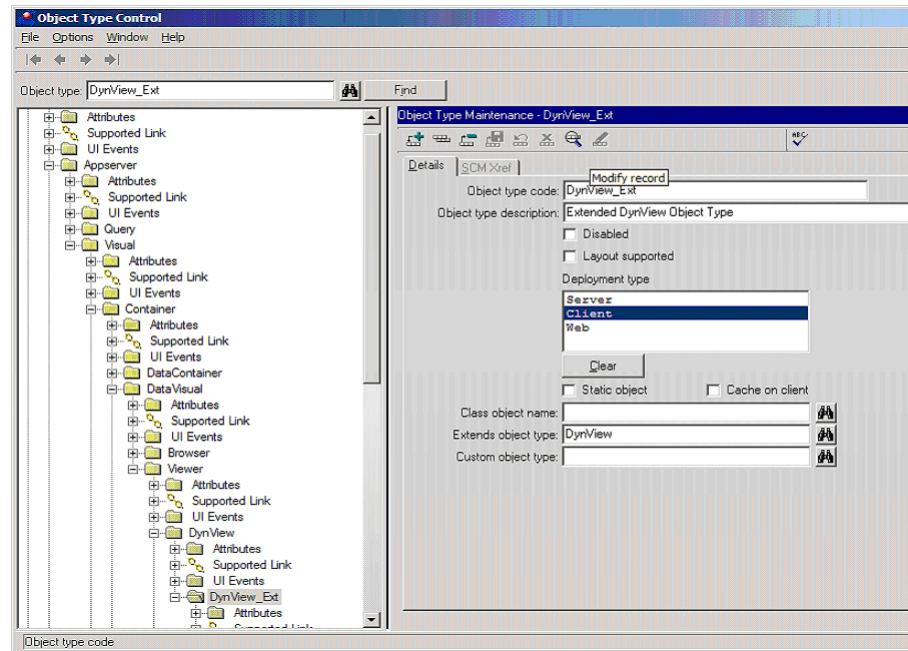 Object Type Control
File Options Window Help
Object type: DynView_Ext Find
Attributes
Supported Link
UI Events
Appserver
Attributes
Supported Link
UI Events
Query
Visual
Attributes
Supported Link
UI Events
Container
Attributes
Supported Link
UI Events
DataContainer
DataVisual
Attributes
Supported Link
UI Events
Browser
Viewer
Attributes
Supported Link
UI Events
DynView
Attributes
Supported Link
UI Events
DynView_Ext
Attributes
Supported Link
Object Type Maintenance - DynView_Ext
ABC
Details SCM Xref
Modify record
Object type code: DynView_Ext
Object type description: Extended DynView Object Type
Disabled
Layout supported
Deployment type
Server
Client
Web
Clear
Static object Cache on client
Class object name:
Extends object type: DynView
Custom object type:
Object type code